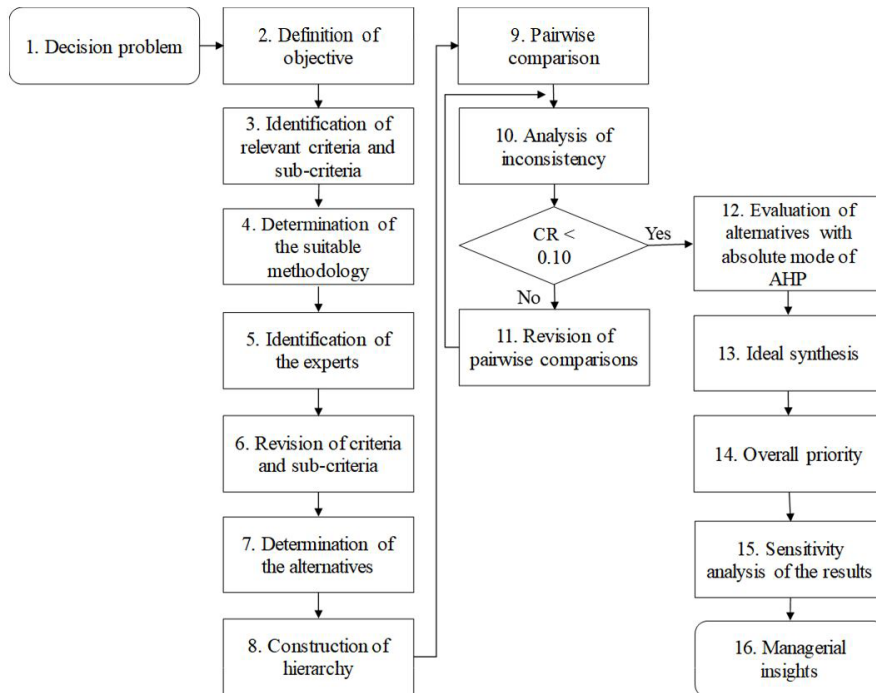 1. Decision problem
2. Definition of
objective
3. Identification of
relevant criteria and
sub-criteria
4. Determination of
the suitable
methodology
5. Identification of
the experts
6. Revision of criteria
and sub-criteria
7. Determination of
the alternatives
8. Construction of
hierarchy
9. Pairwise
comparison
10. Analysis of
inconsistency
CR <
0.10
Yes
No
11. Revision of
pairwise comparisons
12. Evaluation of
alternatives with
absolute mode of
AHP
13. Ideal synthesis
14. Overall priority
15. Sensitivity
analysis of the results
16. Managerial
insights